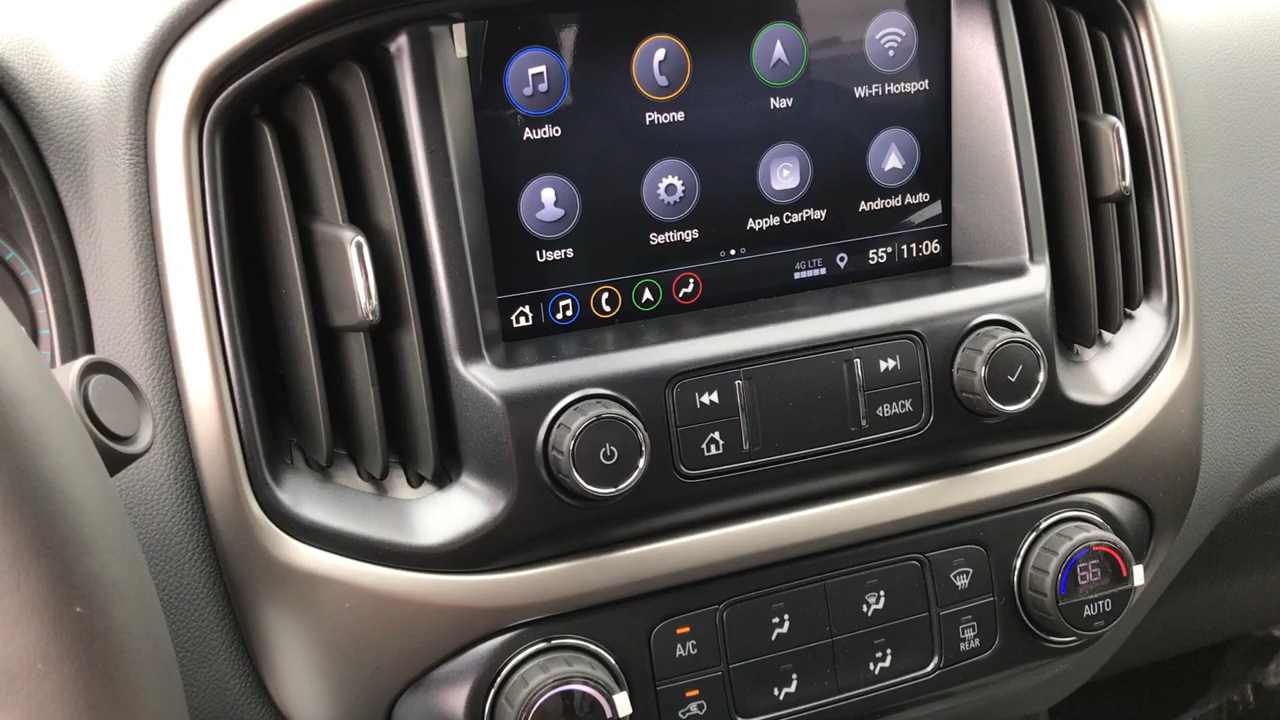 Audio
Phone
Nav
Wi-Fi Hotspot
Users
Settings
Apple CarPlay
Android Auto
4G LTE
55° 11:06
BACK
66
AUTO
A/C
REAR